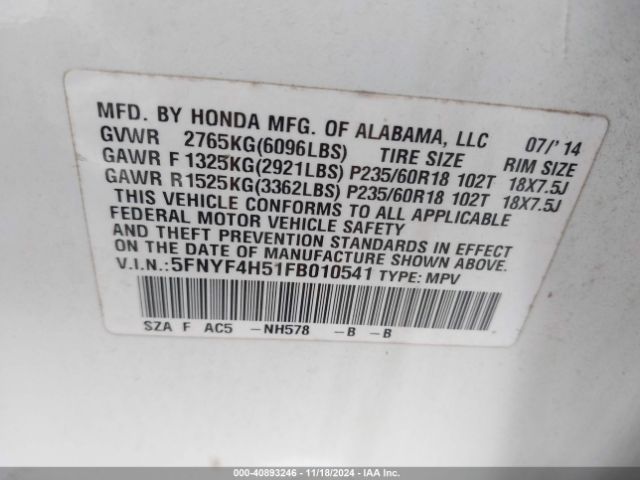 MFD. BY HONDA MFG. OF ALABAMA, LLC 07/'14
GVWR 2765KG(6096LBS) TIRE SIZE RIM SIZE
GAWR F 1325KG(2921LBS) P235/60R18 102T 18X7.5J
GAWR R 1525KG(3362LBS) P235/60R18 102T 18X7.5J
THIS VEHICLE CONFORMS TO ALL APPLICABLE
FEDERAL MOTOR VEHICLE SAFETY
AND THEFT PREVENTION STANDARDS IN EFFECT
ON THE DATE OF MANUFACTURE SHOWN ABOVE.
V.I.N.:5FNYF4H51FB010541 TYPE: MPV
SZA F AC5 -NH578 -B -B
000-40893246 - 11/18/2024 - IAAI.COM